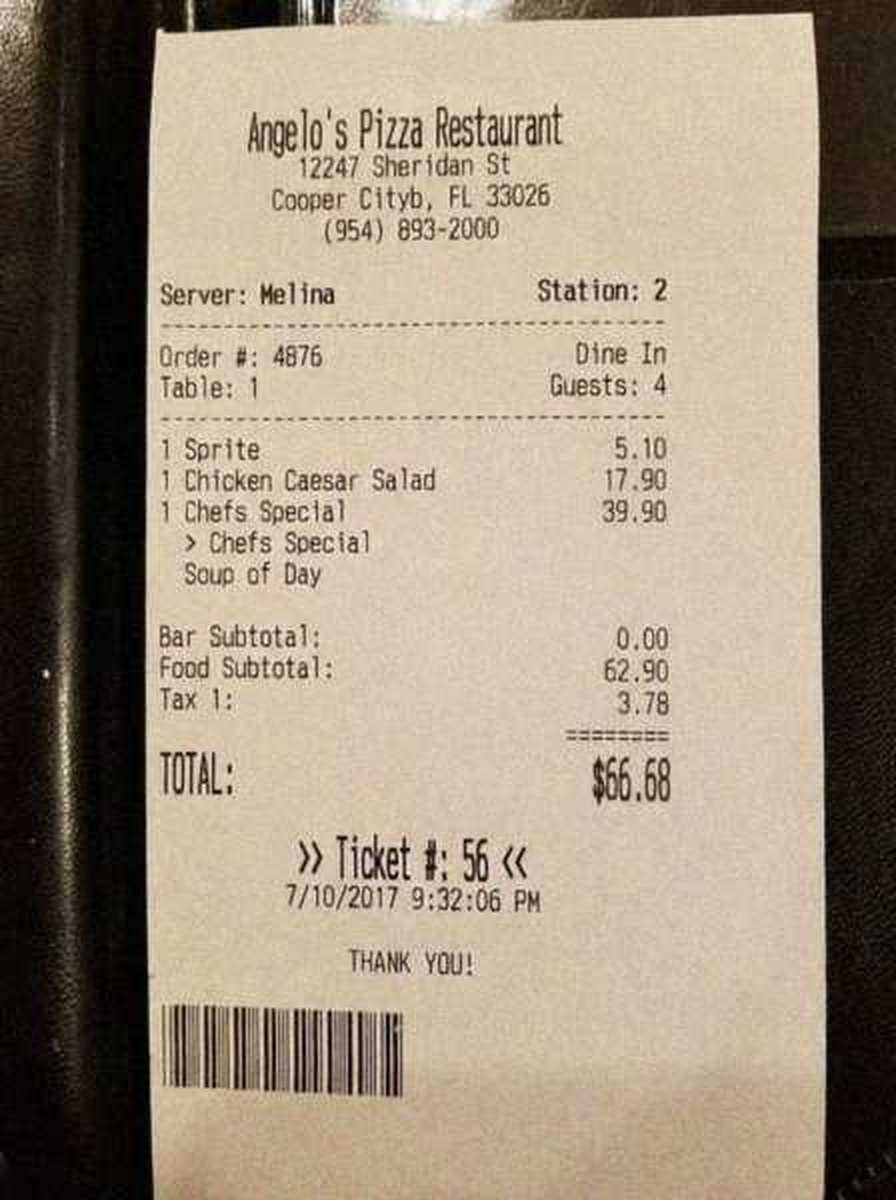 Angelo's Pizza Restaurant
12247 Sheridan St
Cooper Cityb, FL 33026
(954) 893-2000
Server: Melina Station: 2
Order #: 4876 Dine In
Table: 1 Guests: 4
1 Sprite 5.10
1 Chicken Caesar Salad 17.90
1 Chefs Special 39.90
> Chefs Special
Soup of Day
Bar Subtotal: 0.00
Food Subtotal: 62.90
Tax 1: 3.78
========
TOTAL: $66.68
>> Ticket #: 56 <<
7/10/2017 9:32:06 PM
THANK YOU!